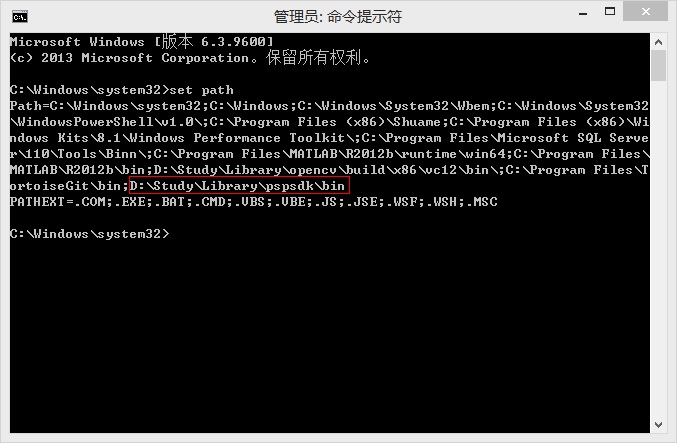 管理员: 命令提示符
Microsoft Windows [版本 6.3.9600]
(c) 2013 Microsoft Corporation。保留所有权利。
C:\Windows\system32>set path
Path=C:\Windows\system32;C:\Windows;C:\Windows\System32\Wbem;C:\Windows\System32
\WindowsPowerShell\v1.0\;C:\Program Files (x86)\Shuame;C:\Program Files (x86)\Wi
ndows Kits\8.1\Windows Performance Toolkit\;C:\Program Files\Microsoft SQL Serve
r\110\Tools\Binn\;C:\Program Files\MATLAB\R2012b\runtime\win64;C:\Program Files\
MATLAB\R2012b\bin;D:\Study\Library\opencv\build\x86\vc12\bin\;C:\Program Files\T
ortoiseGit\bin;D:\Study\Library\pspsdk\bin
PATHEXT=.COM;.EXE;.BAT;.CMD;.VBS;.VBE;.JS;.JSE;.WSF;.WSH;.MSC
C:\Windows\system32>